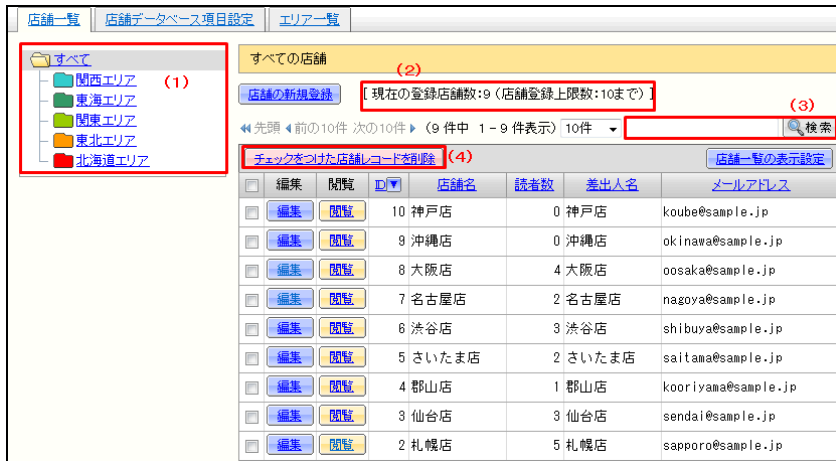 店舗一覧 店舗データベース項目設定 エリア一覧
すべて
関西エリア (1)
東海エリア
関東エリア
東北エリア
北海道エリア
すべての店舗
(2)
店舗の新規登録 [ 現在の登録店舗数:9 (店舗登録上限数:10まで) ]
(3)
先頭 前の10件 次の10件 (9 件中 1 - 9 件表示) 10件 検索
チェックをつけた店舗レコードを削除 (4) 店舗一覧の表示設定
編集 閲覧 ID 店舗名 読者数 差出人名 メールアドレス
編集 閲覧 10 神戸店 0 神戸店 koube@sample.jp
編集 閲覧 9 沖縄店 0 沖縄店 okinawa@sample.jp
編集 閲覧 8 大阪店 4 大阪店 oosaka@sample.jp
編集 閲覧 7 名古屋店 2 名古屋店 nagoya@sample.jp
編集 閲覧 6 渋谷店 3 渋谷店 shibuya@sample.jp
編集 閲覧 5 さいたま店 2 さいたま店 saitama@sample.jp
編集 閲覧 4 郡山店 1 郡山店 kooriyama@sample.jp
編集 閲覧 3 仙台店 3 仙台店 sendai@sample.jp
編集 閲覧 2 札幌店 5 札幌店 sapporo@sample.jp